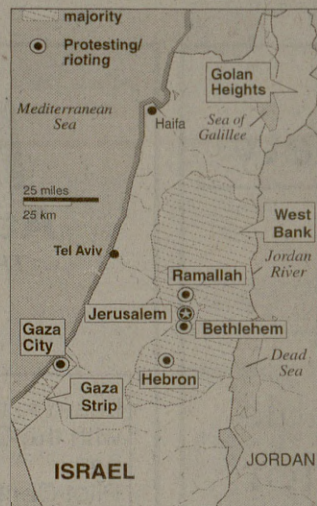 majority
Protesting/
rioting
Golan
Heights
Mediterranean
Sea
Haifa
Sea of
Galillee
25 miles
25 km
West
Bank
Tel Aviv
Jordan
River
Ramallah
Jerusalem
Bethlehem
Gaza
City
Dead
Sea
Hebron
Gaza
Strip
ISRAEL
JORDAN